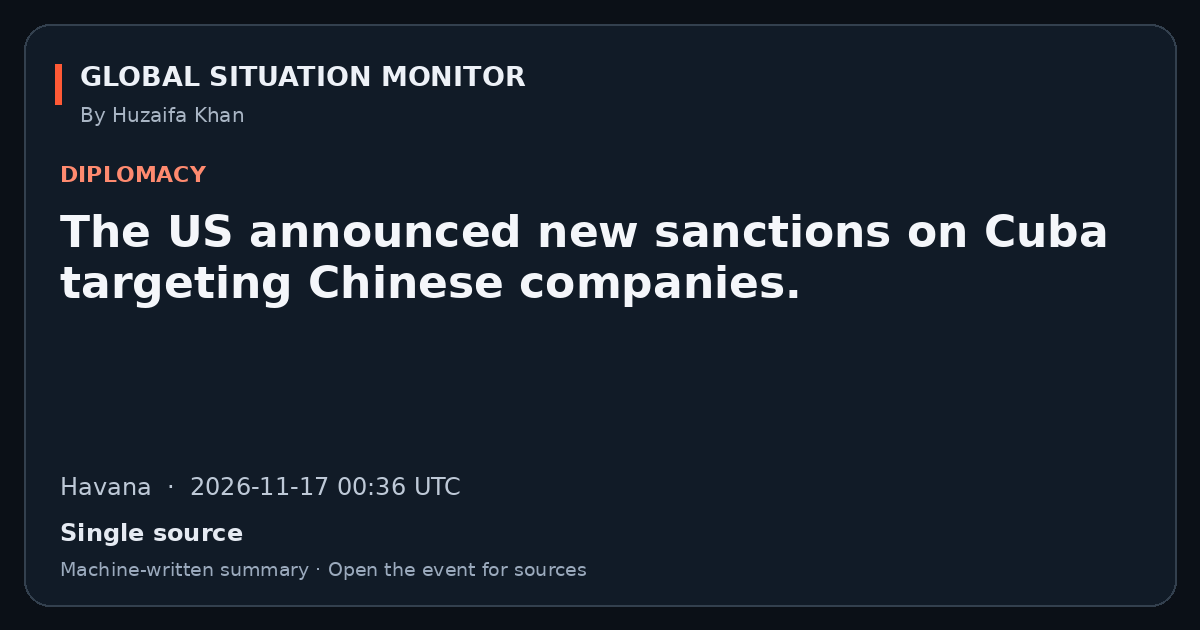 GLOBAL SITUATION MONITOR
By Huzaifa Khan
DIPLOMACY
The US announced new sanctions on Cuba
targeting Chinese companies.
Havana · 2026-11-17 00:36 UTC
Single source
Machine-written summary · Open the event for sources